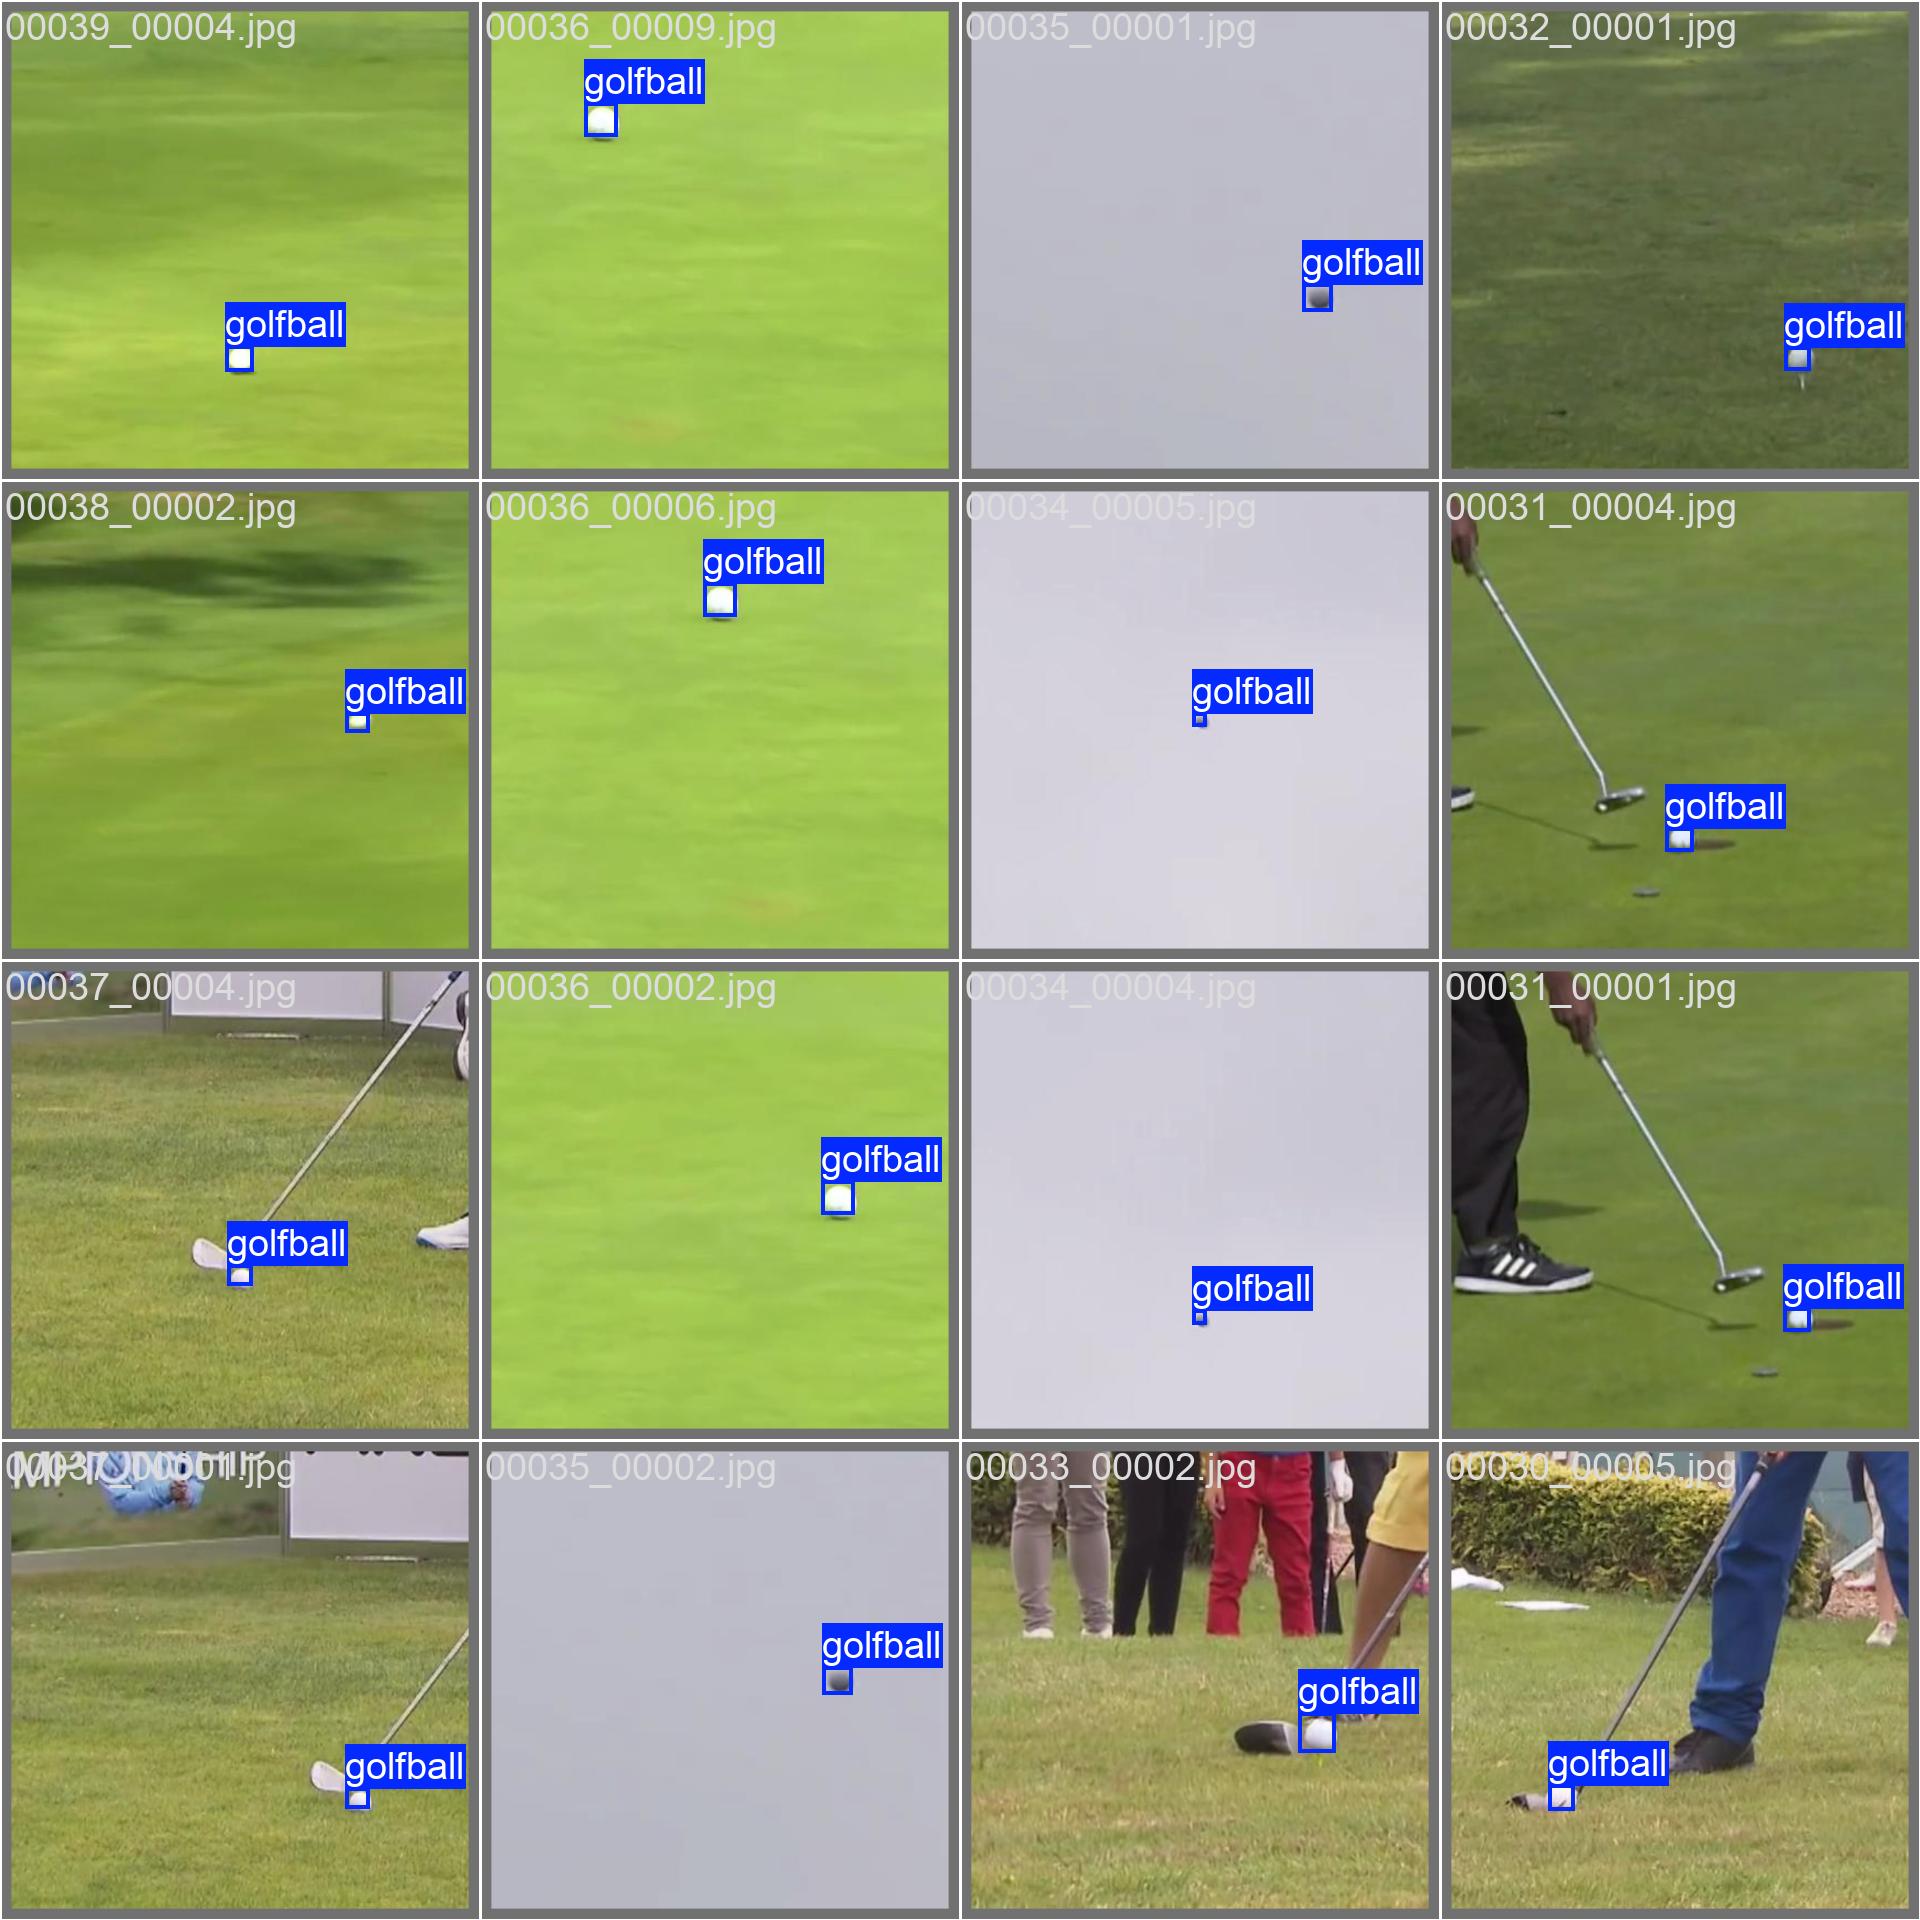 00039_00004.jpg
golfball
00036_00009.jpg
golfball
00035_00001.jpg
golfball
00032_00001.jpg
golfball
00038_00002.jpg
golfball
00036_00006.jpg
golfball
00034_00005.jpg
golfball
00031_00004.jpg
golfball
00037_00004.jpg
golfball
00036_00002.jpg
golfball
00034_00004.jpg
golfball
00031_00001.jpg
golfball
00037_00001.jpg
golfball
00035_00002.jpg
golfball
00033_00002.jpg
golfball
00030_00005.jpg
golfball